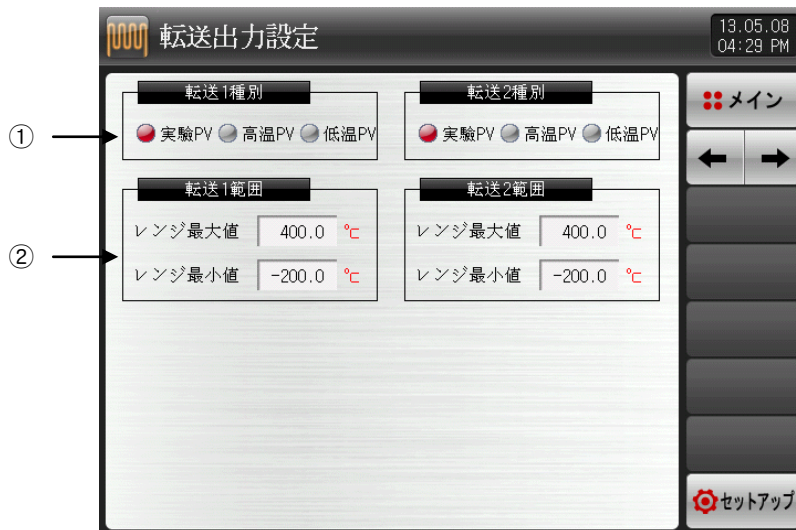 転送出力設定
13.05.08
04:29 PM
転送1種別
転送2種別
① 実験PV 高温PV 低温PV
実験PV 高温PV 低温PV
転送1範囲
転送2範囲
レンジ最大値 400.0 ℃
レンジ最大値 400.0 ℃
② レンジ最小値 -200.0 ℃
レンジ最小値 -200.0 ℃
メイン
セットアップ